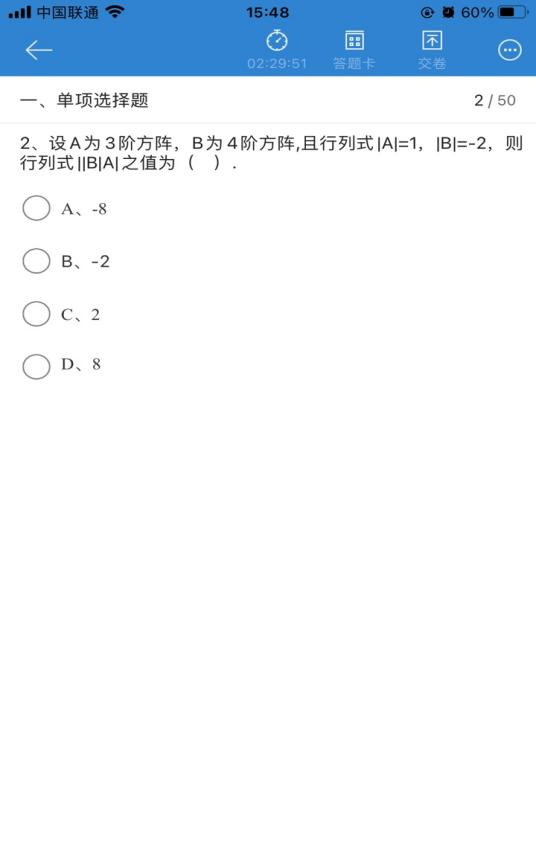 中国联通 15:48 60%
02:29:51 答题卡 交卷
一、单项选择题 2 / 50
2、设A为3阶方阵，B为4阶方阵,且行列式|A|=1，|B|=-2，则
行列式||B|A|之值为（ ）.
A、-8
B、-2
C、2
D、8